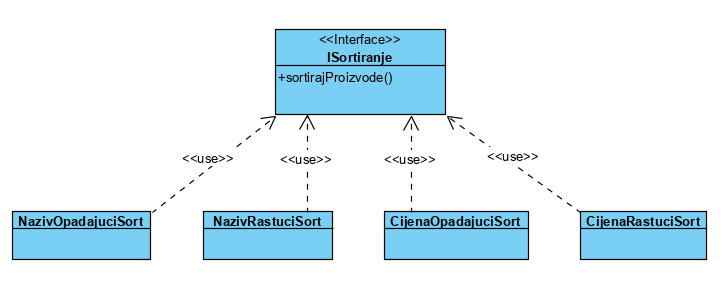 <<Interface>>
ISortiranje
+sortirajProizvode()
<<use>>
<<use>>
<<use>>
<<use>>
NazivOpadajuciSort
NazivRastuciSort
CijenaOpadajuciSort
CijenaRastuciSort